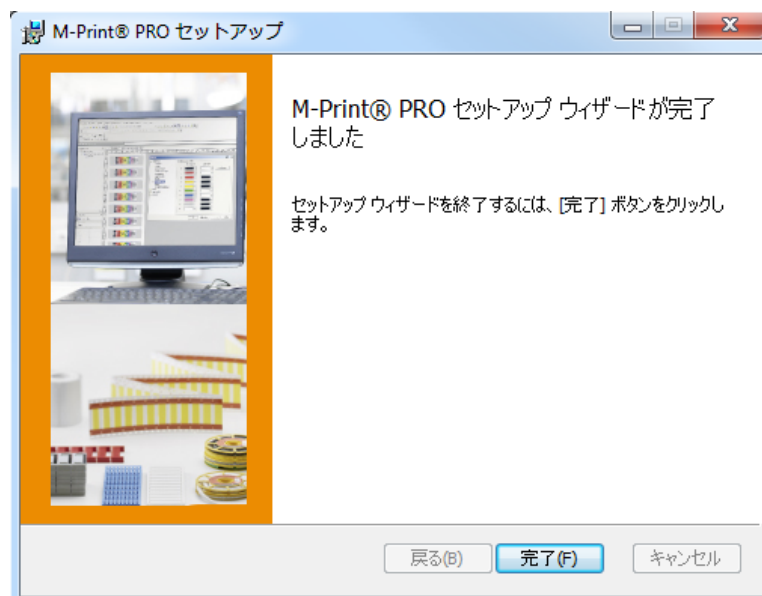 M-Print® PRO セットアップ
M-Print® PRO セットアップ ウィザードが完了
しました
セットアップ ウィザードを終了するには、[完了] ボタンをクリックし
ます。
戻る(B)
完了(F)
キャンセル